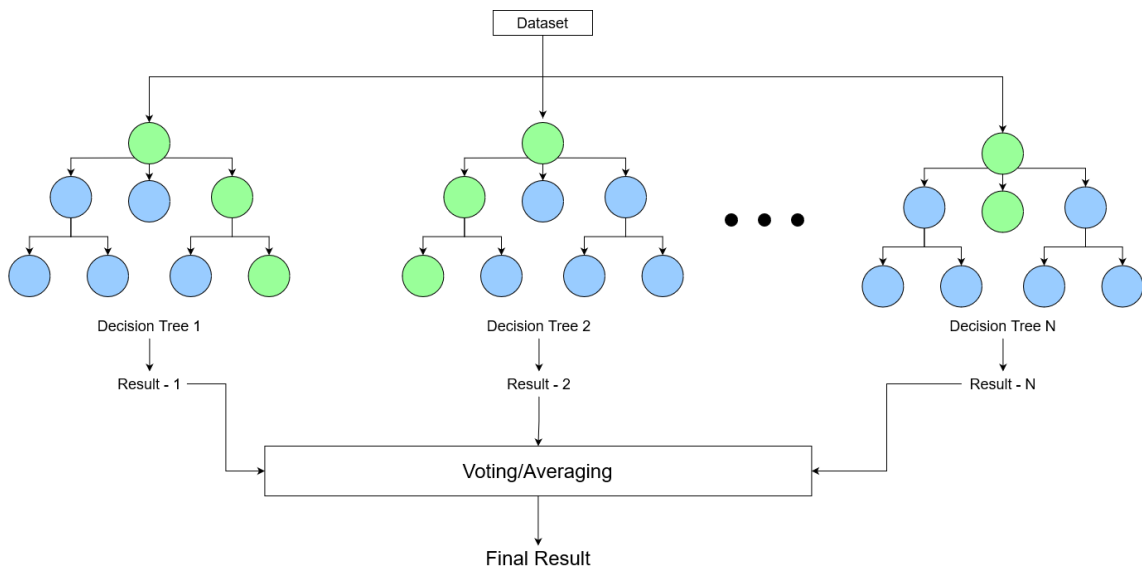 Dataset
Decision Tree 1
Decision Tree 2
Decision Tree N
Result - 1
Result - 2
Result - N
Voting/Averaging
Final Result